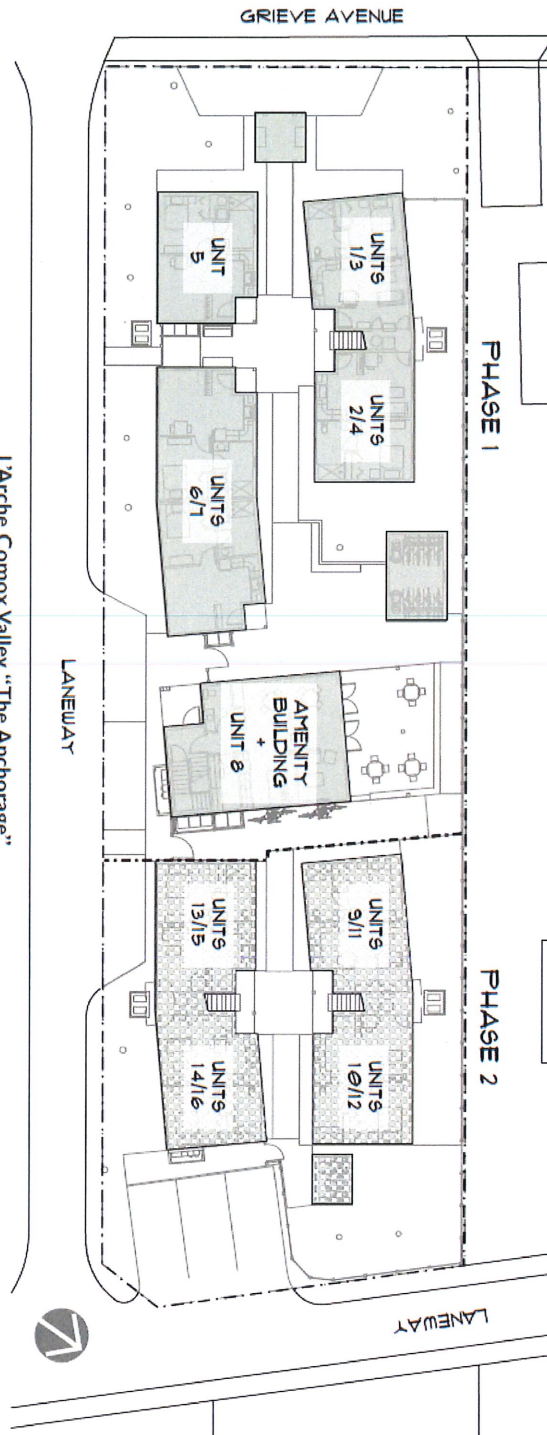 GRIEVE AVENUE
UNIT
5
UNITS
1/3
PHASE 1
UNITS
2/4
UNITS
6/7
AMENITY
BUILDING
+
UNIT 8
LANEWAY
L'Arche Comox Valley "The Anchorage"
UNITS
13/15
UNITS
9/11
PHASE 2
UNITS
14/16
UNITS
10/12
LANEWAY